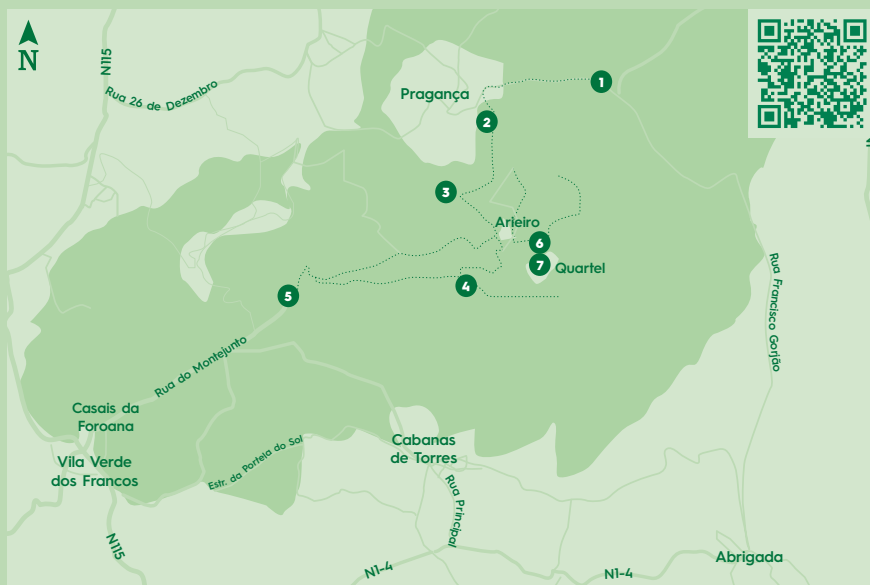 N
N115
Rua 26 de Dezembro
Pragança
1
2
3
Arieiro
6
7 Quartel
4
5
Rua Francisco Gorjão
Rua do Montejunto
Casais da
Foroana
Vila Verde
dos Francos
Estr. da Portela do Sol
Cabanas
de Torres
Rua Principal
N115
N1-4
N1-4
Abrigada